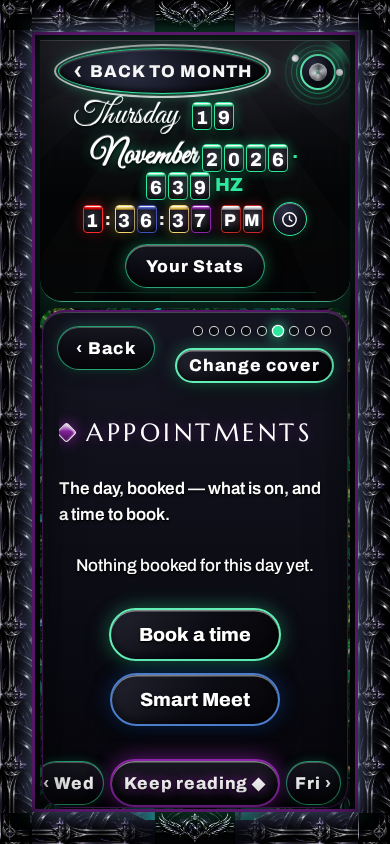 ‹ BACK TO MONTH
Thursday 19
November 2026 ·
639 HZ
1:36:37 PM
Your Stats
‹ Back
Change cover
APPOINTMENTS
The day, booked — what is on, and
a time to book.
Nothing booked for this day yet.
Book a time
Smart Meet
‹ Wed Keep reading ◆ Fri ›